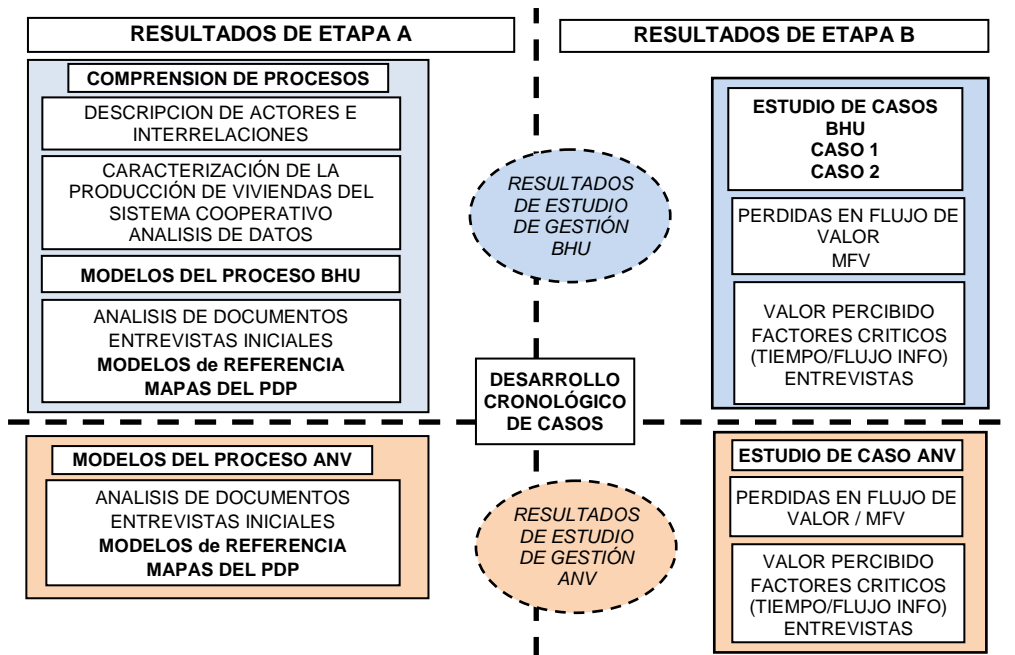 RESULTADOS DE ETAPA A
RESULTADOS DE ETAPA B
COMPRENSION DE PROCESOS
DESCRIPCION DE ACTORES E
INTERRELACIONES
CARACTERIZACIÓN DE LA
PRODUCCIÓN DE VIVIENDAS DEL
SISTEMA COOPERATIVO
ANALISIS DE DATOS
MODELOS DEL PROCESO BHU
ANALISIS DE DOCUMENTOS
ENTREVISTAS INICIALES
MODELOS de REFERENCIA
MAPAS DEL PDP
RESULTADOS
DE ESTUDIO
DE GESTIÓN
BHU
ESTUDIO DE CASOS
BHU
CASO 1
CASO 2
PERDIDAS EN FLUJO DE
VALOR
MFV
VALOR PERCIBIDO
FACTORES CRITICOS
(TIEMPO/FLUJO INFO)
ENTREVISTAS
DESARROLLO
CRONOLÓGICO
DE CASOS
MODELOS DEL PROCESO ANV
ANALISIS DE DOCUMENTOS
ENTREVISTAS INICIALES
MODELOS de REFERENCIA
MAPAS DEL PDP
RESULTADOS
DE ESTUDIO
DE GESTIÓN
ANV
ESTUDIO DE CASO ANV
PERDIDAS EN FLUJO DE
VALOR / MFV
VALOR PERCIBIDO
FACTORES CRITICOS
(TIEMPO/FLUJO INFO)
ENTREVISTAS